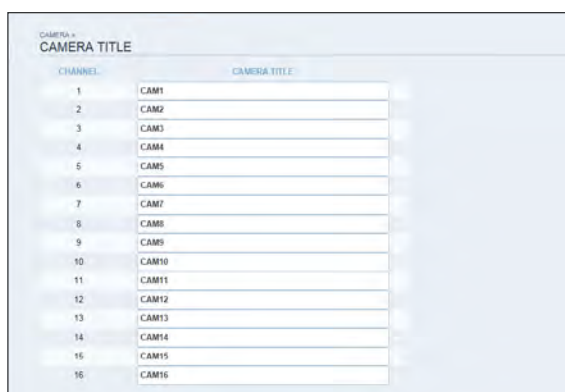 CAMERA >
CAMERA TITLE
CHANNEL CAMERA TITLE
1 CAM1
2 CAM2
3 CAM3
4 CAM4
5 CAM5
6 CAM6
7 CAM7
8 CAM8
9 CAM9
10 CAM10
11 CAM11
12 CAM12
13 CAM13
14 CAM14
15 CAM15
16 CAM16